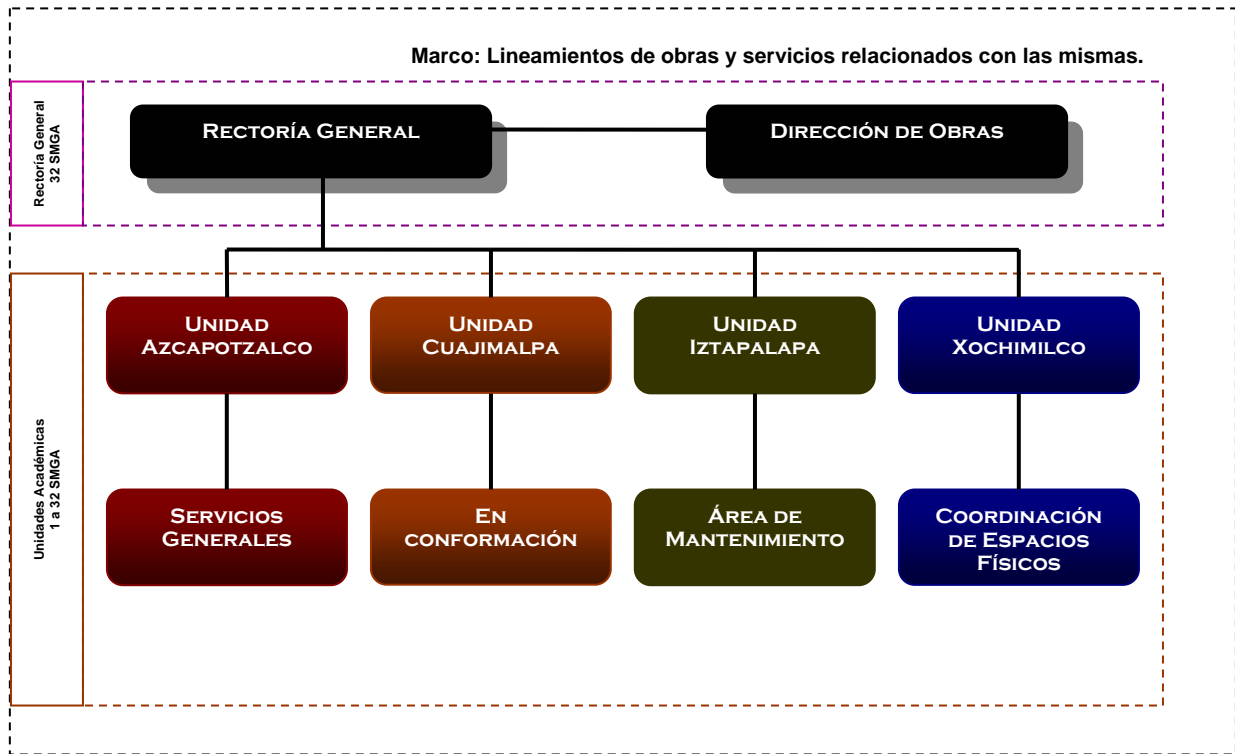 Marco: Lineamientos de obras y servicios relacionados con las mismas.
Rectoría General
32 SMGA
Rectoría General
Dirección de Obras
Unidades Académicas
1 a 32 SMGA
Unidad
Azcapotzalco
Unidad
Cuajimalpa
Unidad
Iztapalapa
Unidad
Xochimilco
Servicios
Generales
En
conformación
Área de
Mantenimiento
Coordinación
de Espacios
Físicos